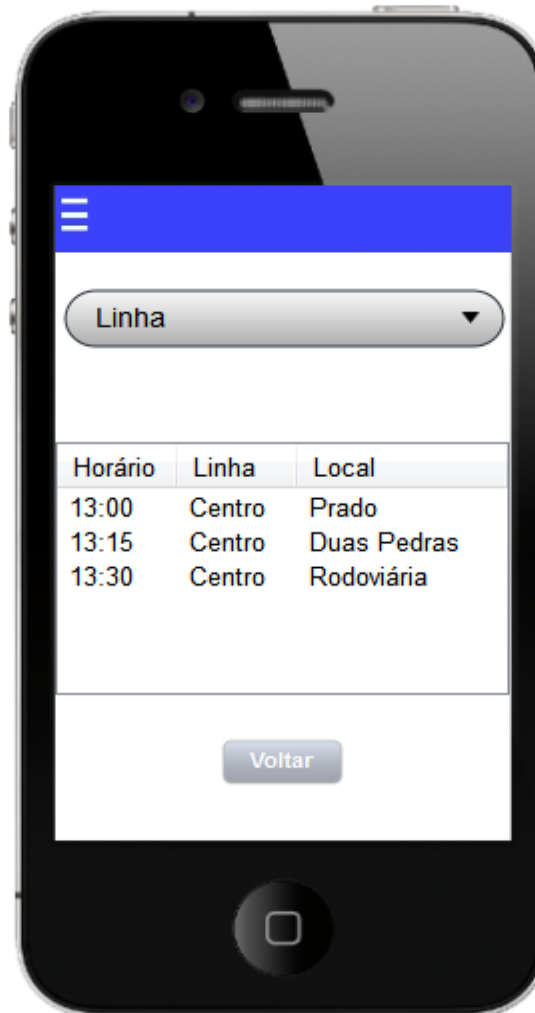 Linha
Horário Linha Local
13:00 Centro Prado
13:15 Centro Duas Pedras
13:30 Centro Rodoviária
Voltar